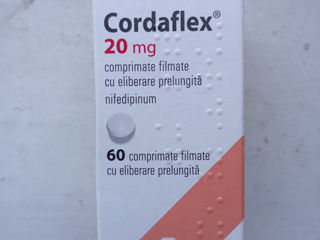 Cordaflex®
20 mg
comprimate filmate
cu eliberare prelungită
nifedipinum
60 comprimate filmate
cu eliberare prelungită